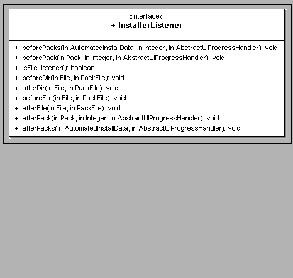 «interface»
+ InstallerListener
+ beforePacks(in AutomatedInstallData, in Integer, in AbstractUIProgressHandler): void
+ beforePack(in Pack, in Integer, in AbstractUIProgressHandler): void
+ isFileListener(): boolean
+ beforeDir(in File, in PackFile): void
+ afterDir(in File, in PackFile): void
+ beforeFile(in File, in PackFile): void
+ afterFile(in File, in PackFile): void
+ afterPack(in Pack, in Integer, in AbstractUIProgressHandler): void
+ afterPacks(in AutomatedInstallData, in AbstractUIProgressHandler): void